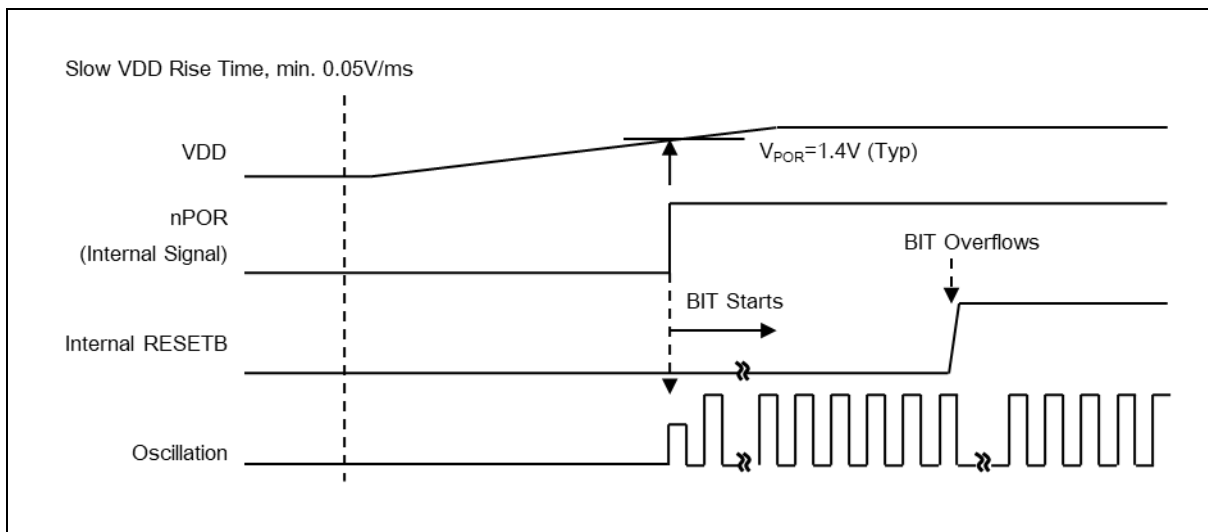 Slow VDD Rise Time, min. 0.05V/ms
VDD
VPOR=1.4V (Typ)
nPOR
(Internal Signal)
BIT Overflows
BIT Starts
Internal RESETB
Oscillation